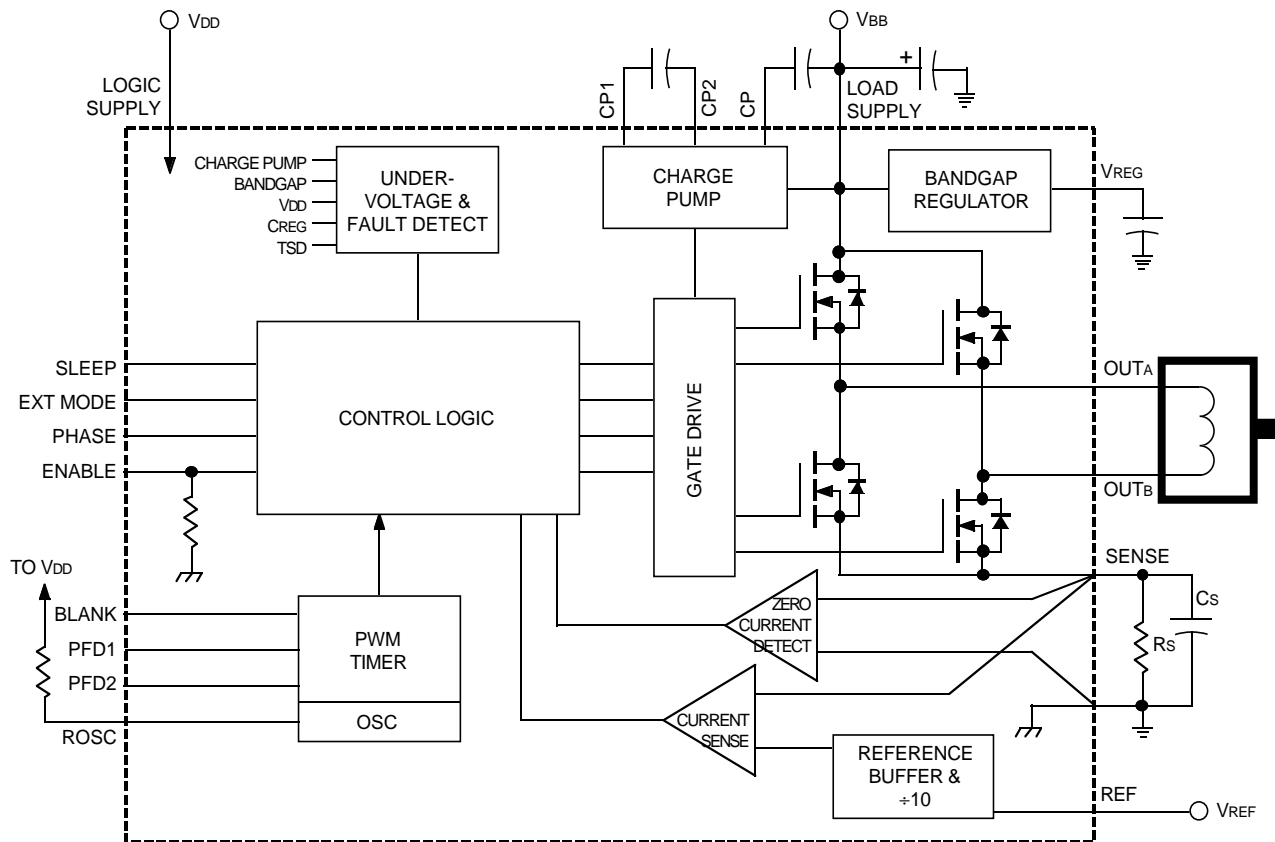 VDD
VBB
LOGIC
SUPPLY
CP1
CP2
CP
+
LOAD
SUPPLY
CHARGE PUMP
BANDGAP
VDD
CREG
TSD
UNDER-
VOLTAGE &
FAULT DETECT
CHARGE
PUMP
BANDGAP
REGULATOR
VREG
SLEEP
EXT MODE
PHASE
ENABLE
CONTROL LOGIC
GATE DRIVE
OUTA
OUTB
SENSE
CS
RS
TO VDD
BLANK
PFD1
PFD2
ROSC
PWM
TIMER
OSC
ZERO
CURRENT
DETECT
CURRENT
SENSE
REFERENCE
BUFFER &
÷10
REF
VREF